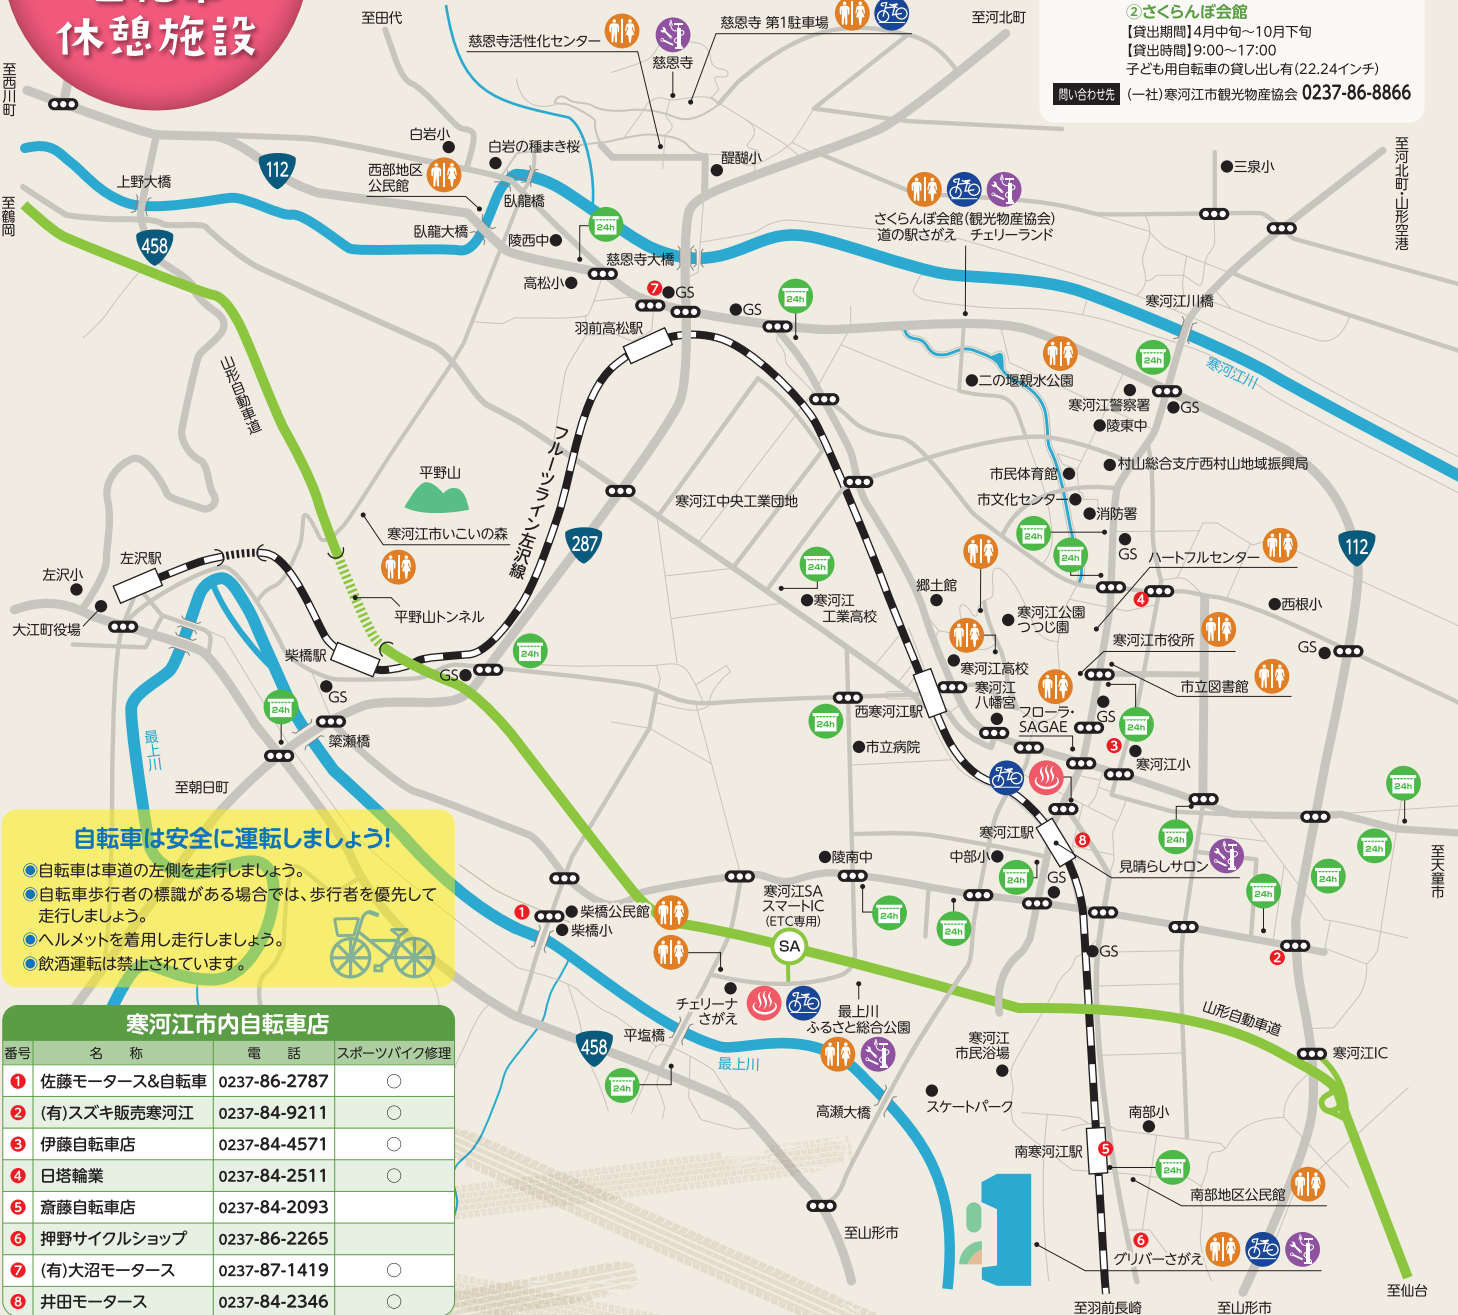 休憩施設
②さくらんぼ会館
【貸出期間】4月中旬〜10月下旬
【貸出時間】9:00〜17:00
子ども用自転車の貸し出し有(22.24インチ)
問い合わせ先 (一社)寒河江市観光物産協会 0237-86-8866
至田代
至河北町
慈恩寺活性化センター
慈恩寺
慈恩寺 第1駐車場
至西川町
至鶴岡
至河北町・山形空港
白岩小
白岩の種まき桜
西部地区
公民館
112
上野大橋
458
臥龍橋
臥龍大橋
陵西中
24h
醍醐小
三泉小
さくらんぼ会館(観光物産協会)
道の駅さがえ チェリーランド
慈恩寺大橋
高松小
7
GS
GS
24h
羽前高松駅
寒河江川橋
寒河江川
山形自動車道
二の堰親水公園
24h
寒河江警察署
GS
陵東中
フルーツライン左沢線
平野山
寒河江市いこいの森
287
寒河江中央工業団地
市民体育館
村山総合支庁西村山地域振興局
市文化センター
消防署
24h
24h
GS
ハートフルセンター
112
左沢駅
左沢小
大江町役場
平野山トンネル
柴橋駅
GS
24h
24h
寒河江
工業高校
郷土館
寒河江公園
つつじ園
4
西根小
寒河江市役所
GS
寒河江高校
市立図書館
寒河江
八幡宮
フローラ・
SAGAE
GS
24h
3
寒河江小
西寒河江駅
24h
市立病院
24h
GS
簗瀬橋
最上川
至朝日町
24h
至天童市
自転車は安全に運転しましょう!
◉自転車は車道の左側を走行しましょう。
◉自転車歩行者の標識がある場合では、歩行者を優先して
走行しましょう。
◉ヘルメットを着用し走行しましょう。
◉飲酒運転は禁止されています。
寒河江駅
8
24h
24h
24h
見晴らしサロン
中部小
24h
GS
24h
陵南中
寒河江SA
スマートIC
(ETC専用)
SA
24h
24h
1
柴橋公民館
柴橋小
2
GS
チェリーナ
さがえ
最上川
ふるさと総合公園
平塩橋
458
24h
最上川
寒河江
市民浴場
山形自動車道
寒河江IC
高瀬大橋
スケートパーク
南部小
南寒河江駅
5
24h
南部地区公民館
至山形市
6
グリバーさがえ
至羽前長崎
至山形市
至仙台
寒河江市内自転車店
番号 名 称 電 話 スポーツバイク修理
1 佐藤モータース&自転車 0237-86-2787 ○
2 (有)スズキ販売寒河江 0237-84-9211 ○
3 伊藤自転車店 0237-84-4571 ○
4 日塔輪業 0237-84-2511 ○
5 斎藤自転車店 0237-84-2093
6 押野サイクルショップ 0237-86-2265
7 (有)大沼モータース 0237-87-1419 ○
8 井田モータース 0237-84-2346 ○